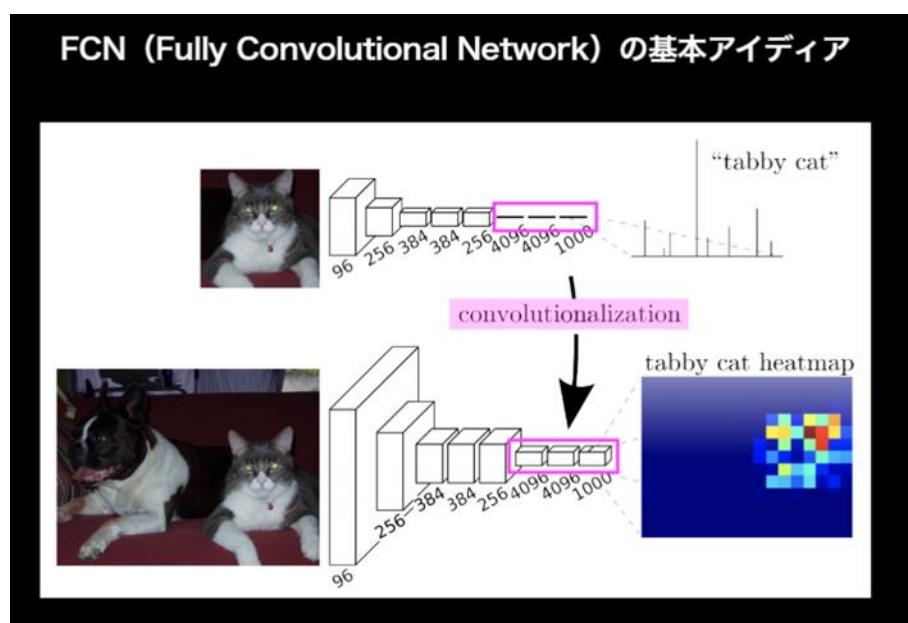 FCN（Fully Convolutional Network）の基本アイディア
“tabby cat”
96 256 384 384 256 4096 4096 1000
convolutionalization
tabby cat heatmap
96 256 384 384 256 4096 4096 1000